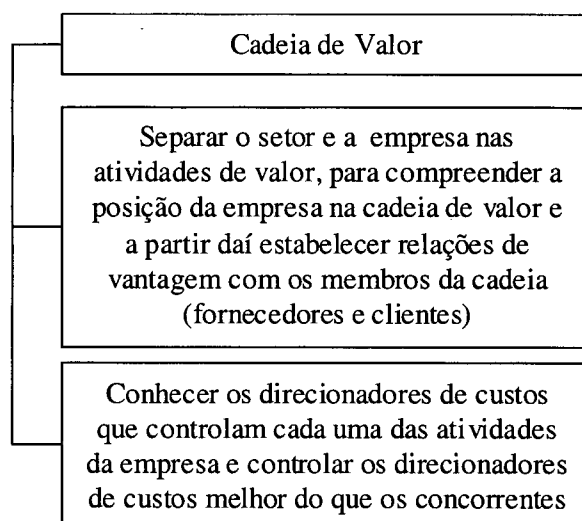 Cadeia de Valor
Separar o setor e a empresa nas
atividades de valor, para compreender a
posição da empresa na cadeia de valor e
a partir daí estabelecer relações de
vantagem com os membros da cadeia
(fornecedores e clientes)
Conhecer os direcionadores de custos
que controlam cada uma das atividades
da empresa e controlar os direcionadores
de custos melhor do que os concorrentes